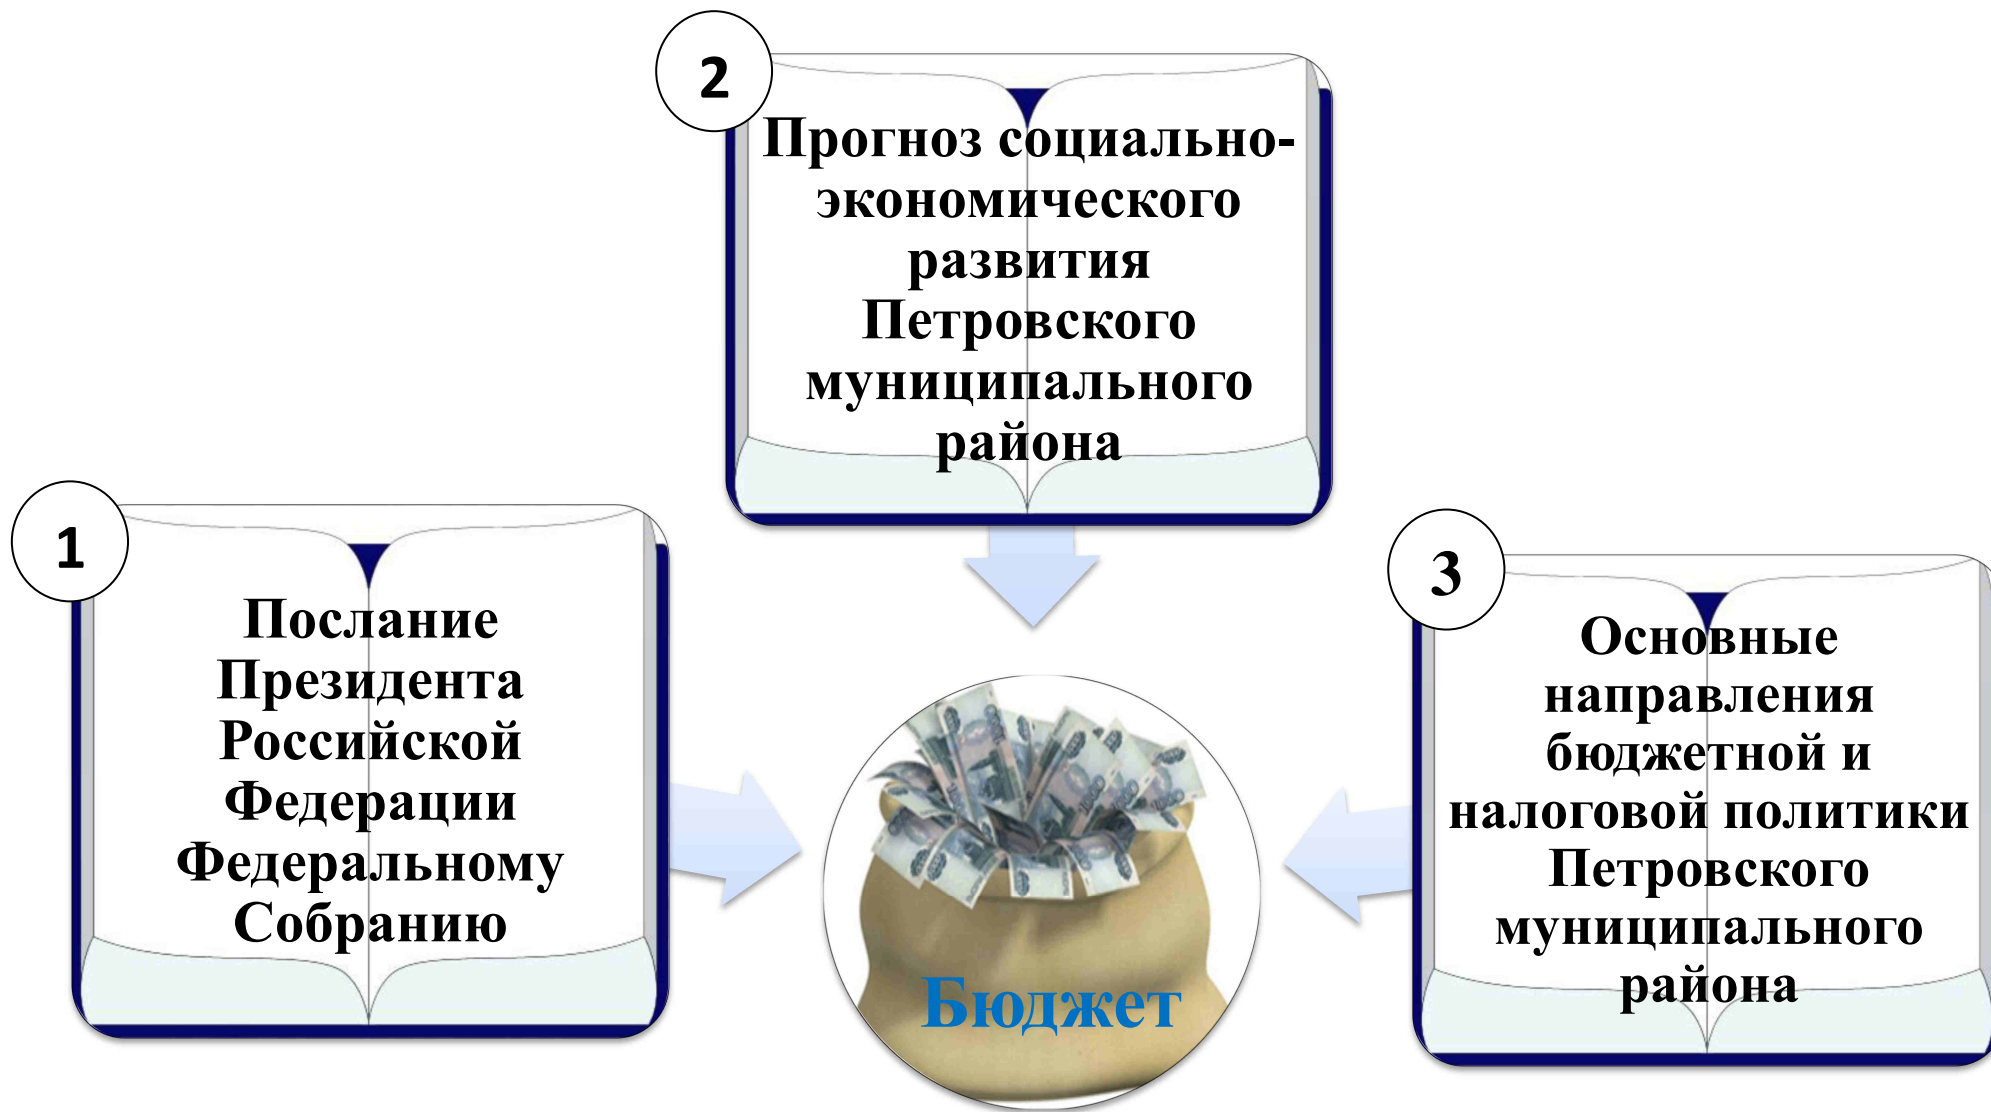 1
Послание
Президента
Российской
Федерации
Федеральному
Собранию
2
Прогноз социально-
экономического
развития
Петровского
муниципального
района
3
Основные
направления
бюджетной и
налоговой политики
Петровского
муниципального
района
Бюджет